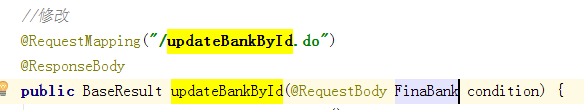 //修改
@RequestMapping("/updateBankById.do")
@ResponseBody
public BaseResult updateBankById(@RequestBody FinaBank condition) {